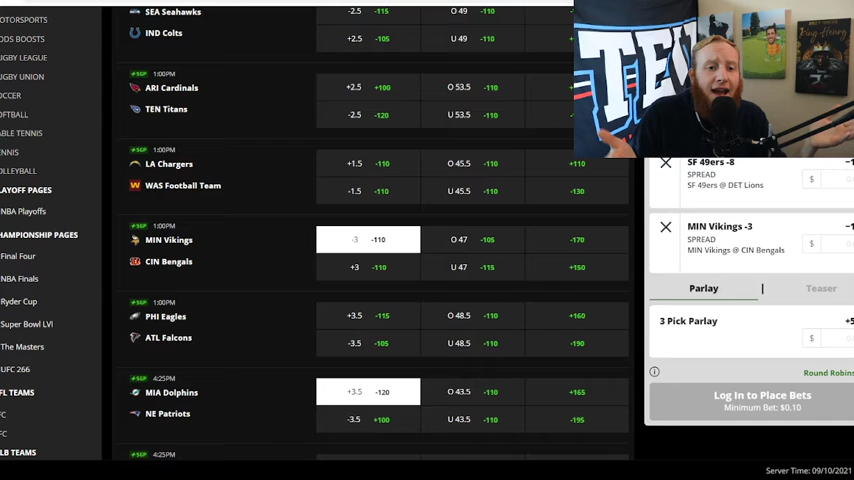 OTORSPORTS
ODDS BOOSTS
RUGBY LEAGUE
UGBY UNION
OCCER
OFTBALL
ABLE TENNIS
ENNIS
OLLEYBALL
LAYOFF PAGES
NBA Playoffs
HAMPIONSHIP PAGES
Final Four
NBA Finals
Ryder Cup
Super Bowl LVI
The Masters
UFC 266
FL TEAMS
FC
FC
LB TEAMS
SEA Seahawks
-2.5 -115 O 49 -110
IND Colts
+2.5 -105 U 49 -110
+SGP 1:00PM
ARI Cardinals
+2.5 +100 O 53.5 -110
TEN Titans
-2.5 -120 U 53.5 -110
+SGP 1:00PM
LA Chargers
+1.5 -110 O 45.5 -110 +110
WAS Football Team
-1.5 -110 U 45.5 -110 -130
+SGP 1:00PM
MIN Vikings
-3 -110 O 47 -105 -170
CIN Bengals
+3 -110 U 47 -115 +150
+SGP 1:00PM
PHI Eagles
+3.5 -115 O 48.5 -110 +160
ATL Falcons
-3.5 -105 U 48.5 -110 -190
+SGP 4:25PM
MIA Dolphins
+3.5 -120 O 43.5 -110 +165
NE Patriots
-3.5 +100 U 43.5 -110 -195
+SGP 4:25PM
TEN
King Henry
SF 49ers -8
SPREAD
SF 49ers @ DET Lions
$
MIN Vikings -3
SPREAD
MIN Vikings @ CIN Bengals
$
Parlay
Teaser
3 Pick Parlay
$
Round Robins
Log In to Place Bets
Minimum Bet: $0.10
Server Time: 09/10/2021